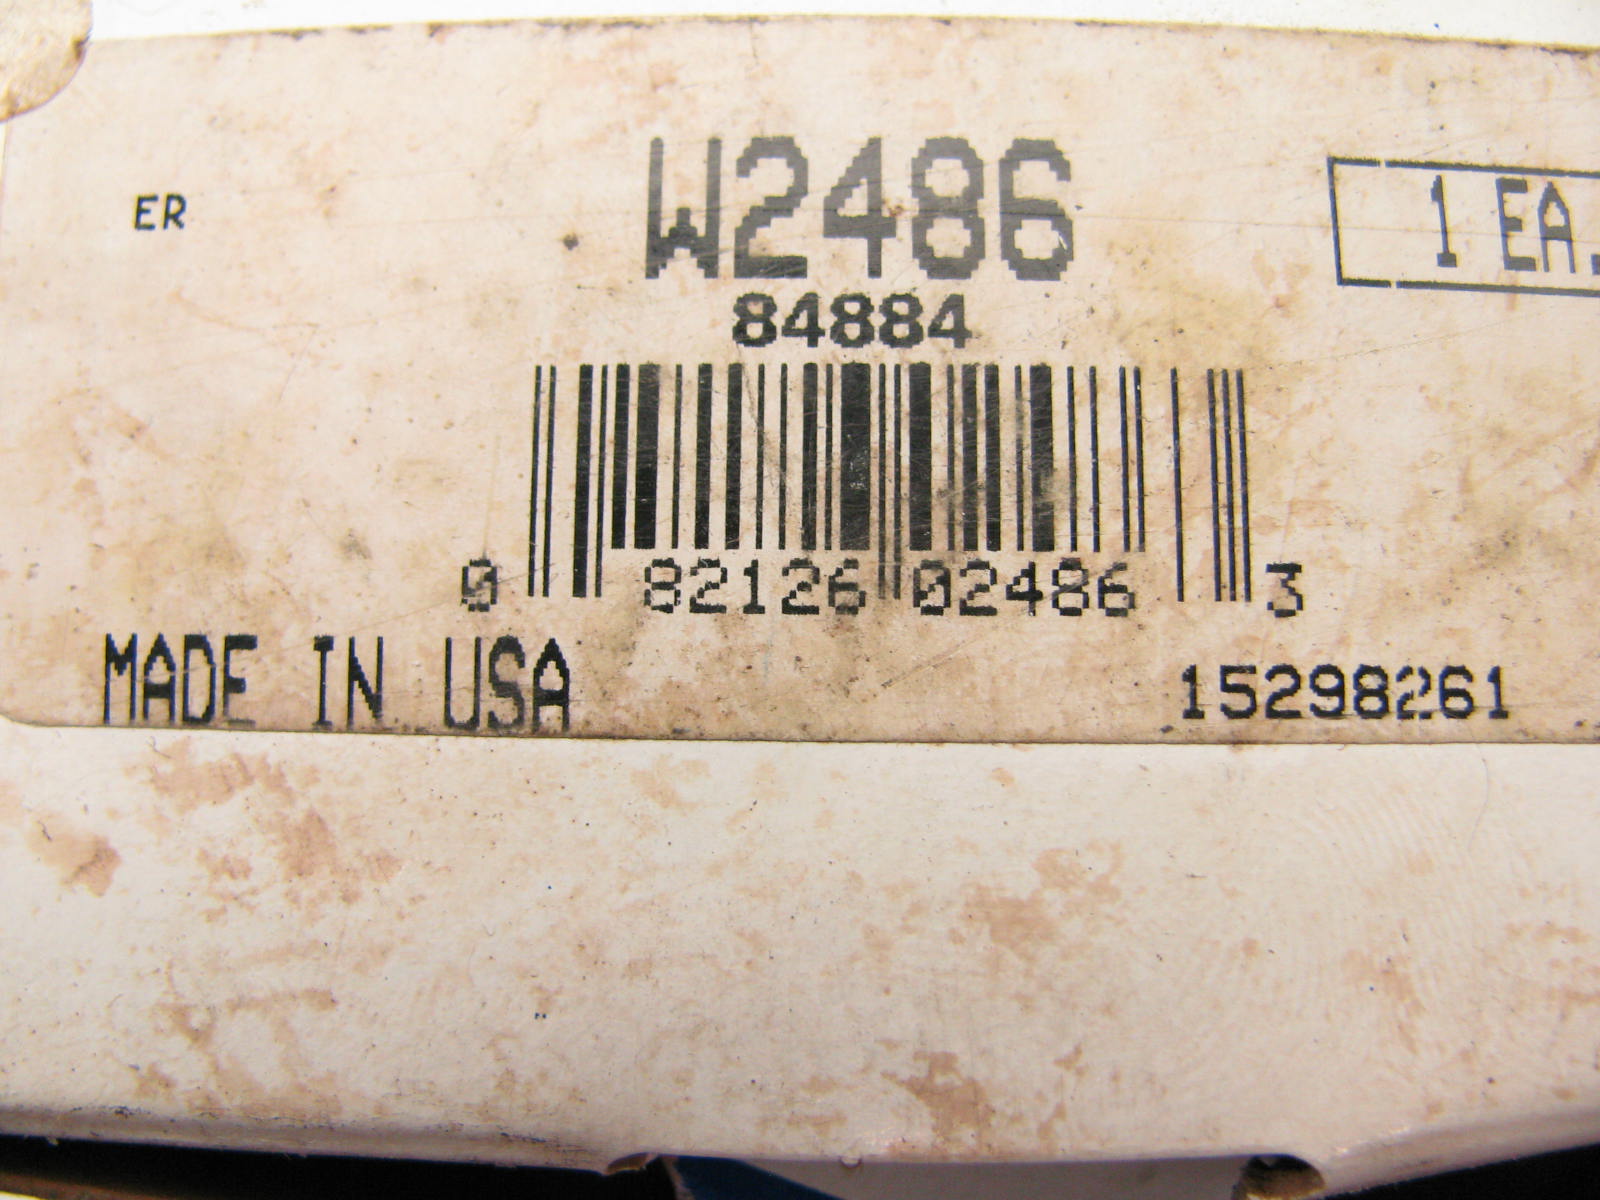 ER
W2486
1 EA.
84884
0 82126 02486 3
MADE IN USA
15298261